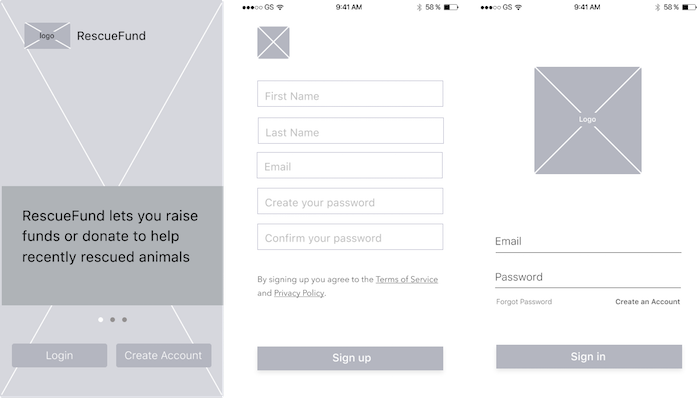 logo
RescueFund
RescueFund lets you raise
funds or donate to help
recently rescued animals
Login
Create Account
GS
9:41 AM
58 %
First Name
Last Name
Email
Create your password
Confirm your password
By signing up you agree to the Terms of Service
and Privacy Policy.
Sign up
GS
9:41 AM
58 %
Logo
Email
Password
Forgot Password
Create an Account
Sign in